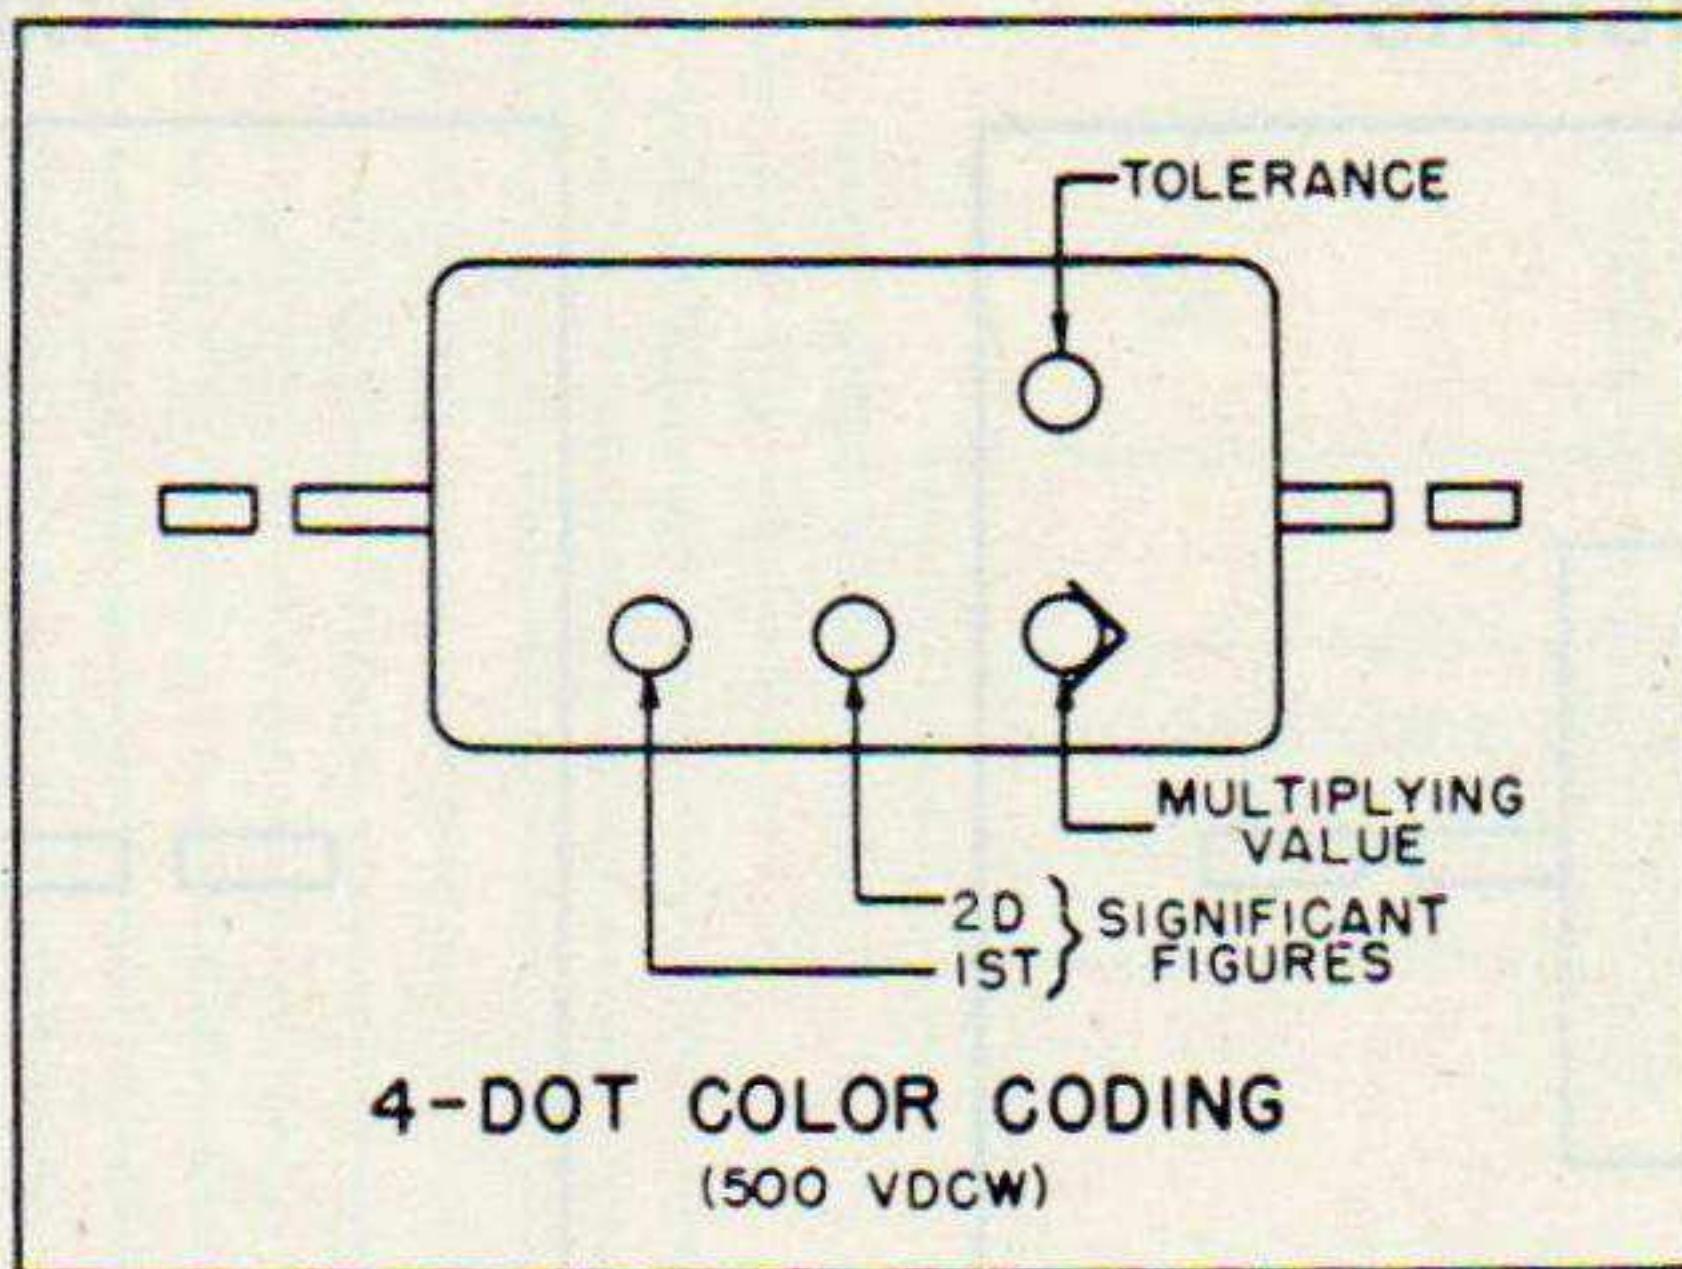 TOLERANCE
MULTIPLYING
VALUE
2D
1ST
SIGNIFICANT
FIGURES
4-DOT COLOR CODING
(500 VDCW)